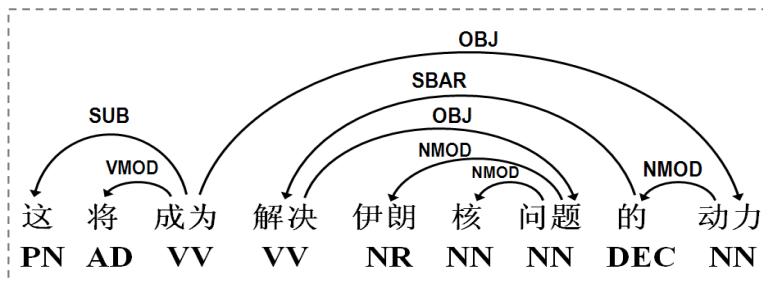 OBJ
SBAR
SUB OBJ
VMOD NMOD NMOD NMOD
这 将 成为 解决 伊朗 核 问题 的 动力
PN AD VV VV NR NN NN DEC NN